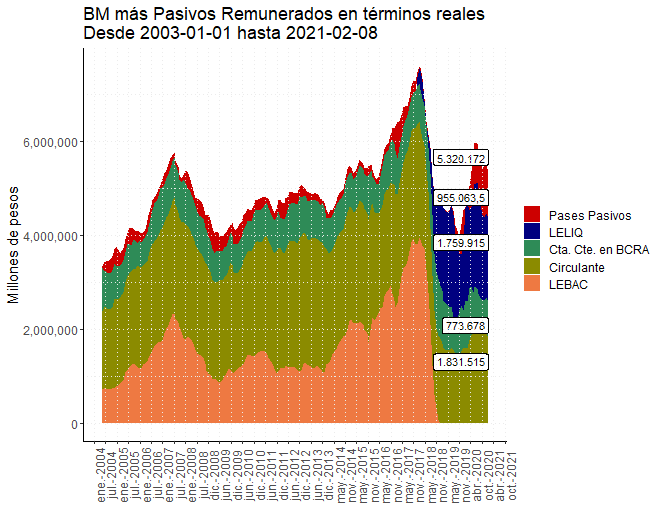 BM más Pasivos Remunerados en términos reales
Desde 2003-01-01 hasta 2021-02-08
Millones de pesos
6,000,000
4,000,000
2,000,000
0
5.320.172
955.063,5
1.759.915
773.678
1.831.515
Pases Pasivos
LELIQ
Cta. Cte. en BCRA
Circulante
LEBAC
ene.-2004
jul.-2004
ene.-2005
jul.-2005
ene.-2006
jul.-2006
ene.-2007
jul.-2007
ene.-2008
jul.-2008
dic.-2008
jun.-2009
dic.-2009
jun.-2010
dic.-2010
jun.-2011
dic.-2011
jun.-2012
dic.-2012
jun.-2013
dic.-2013
may.-2014
nov.-2014
may.-2015
nov.-2015
may.-2016
nov.-2016
may.-2017
nov.-2017
may.-2018
nov.-2018
may.-2019
nov.-2019
abr.-2020
oct.-2020
abr.-2021
oct.-2021